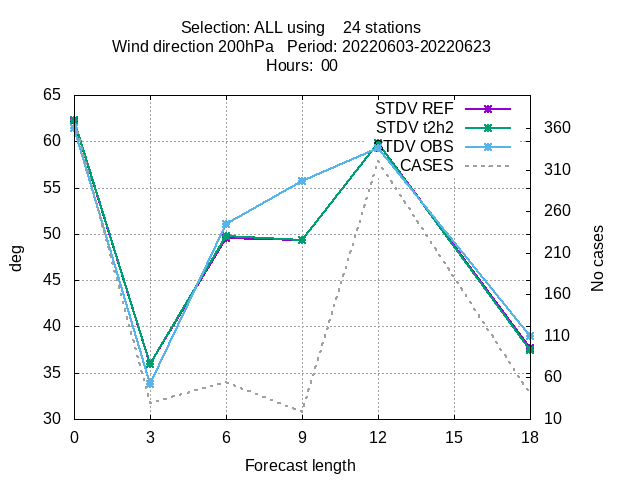 Selection: ALL using 24 stations
Wind direction 200hPa Period: 20220603-20220623
Hours: 00
STDV REF
STDV t2h2
STDV OBS
CASES
65
60
55
50
45
40
35
30
deg
360
310
260
210
160
110
60
10
No cases
0 3 6 9 12 15 18
Forecast length